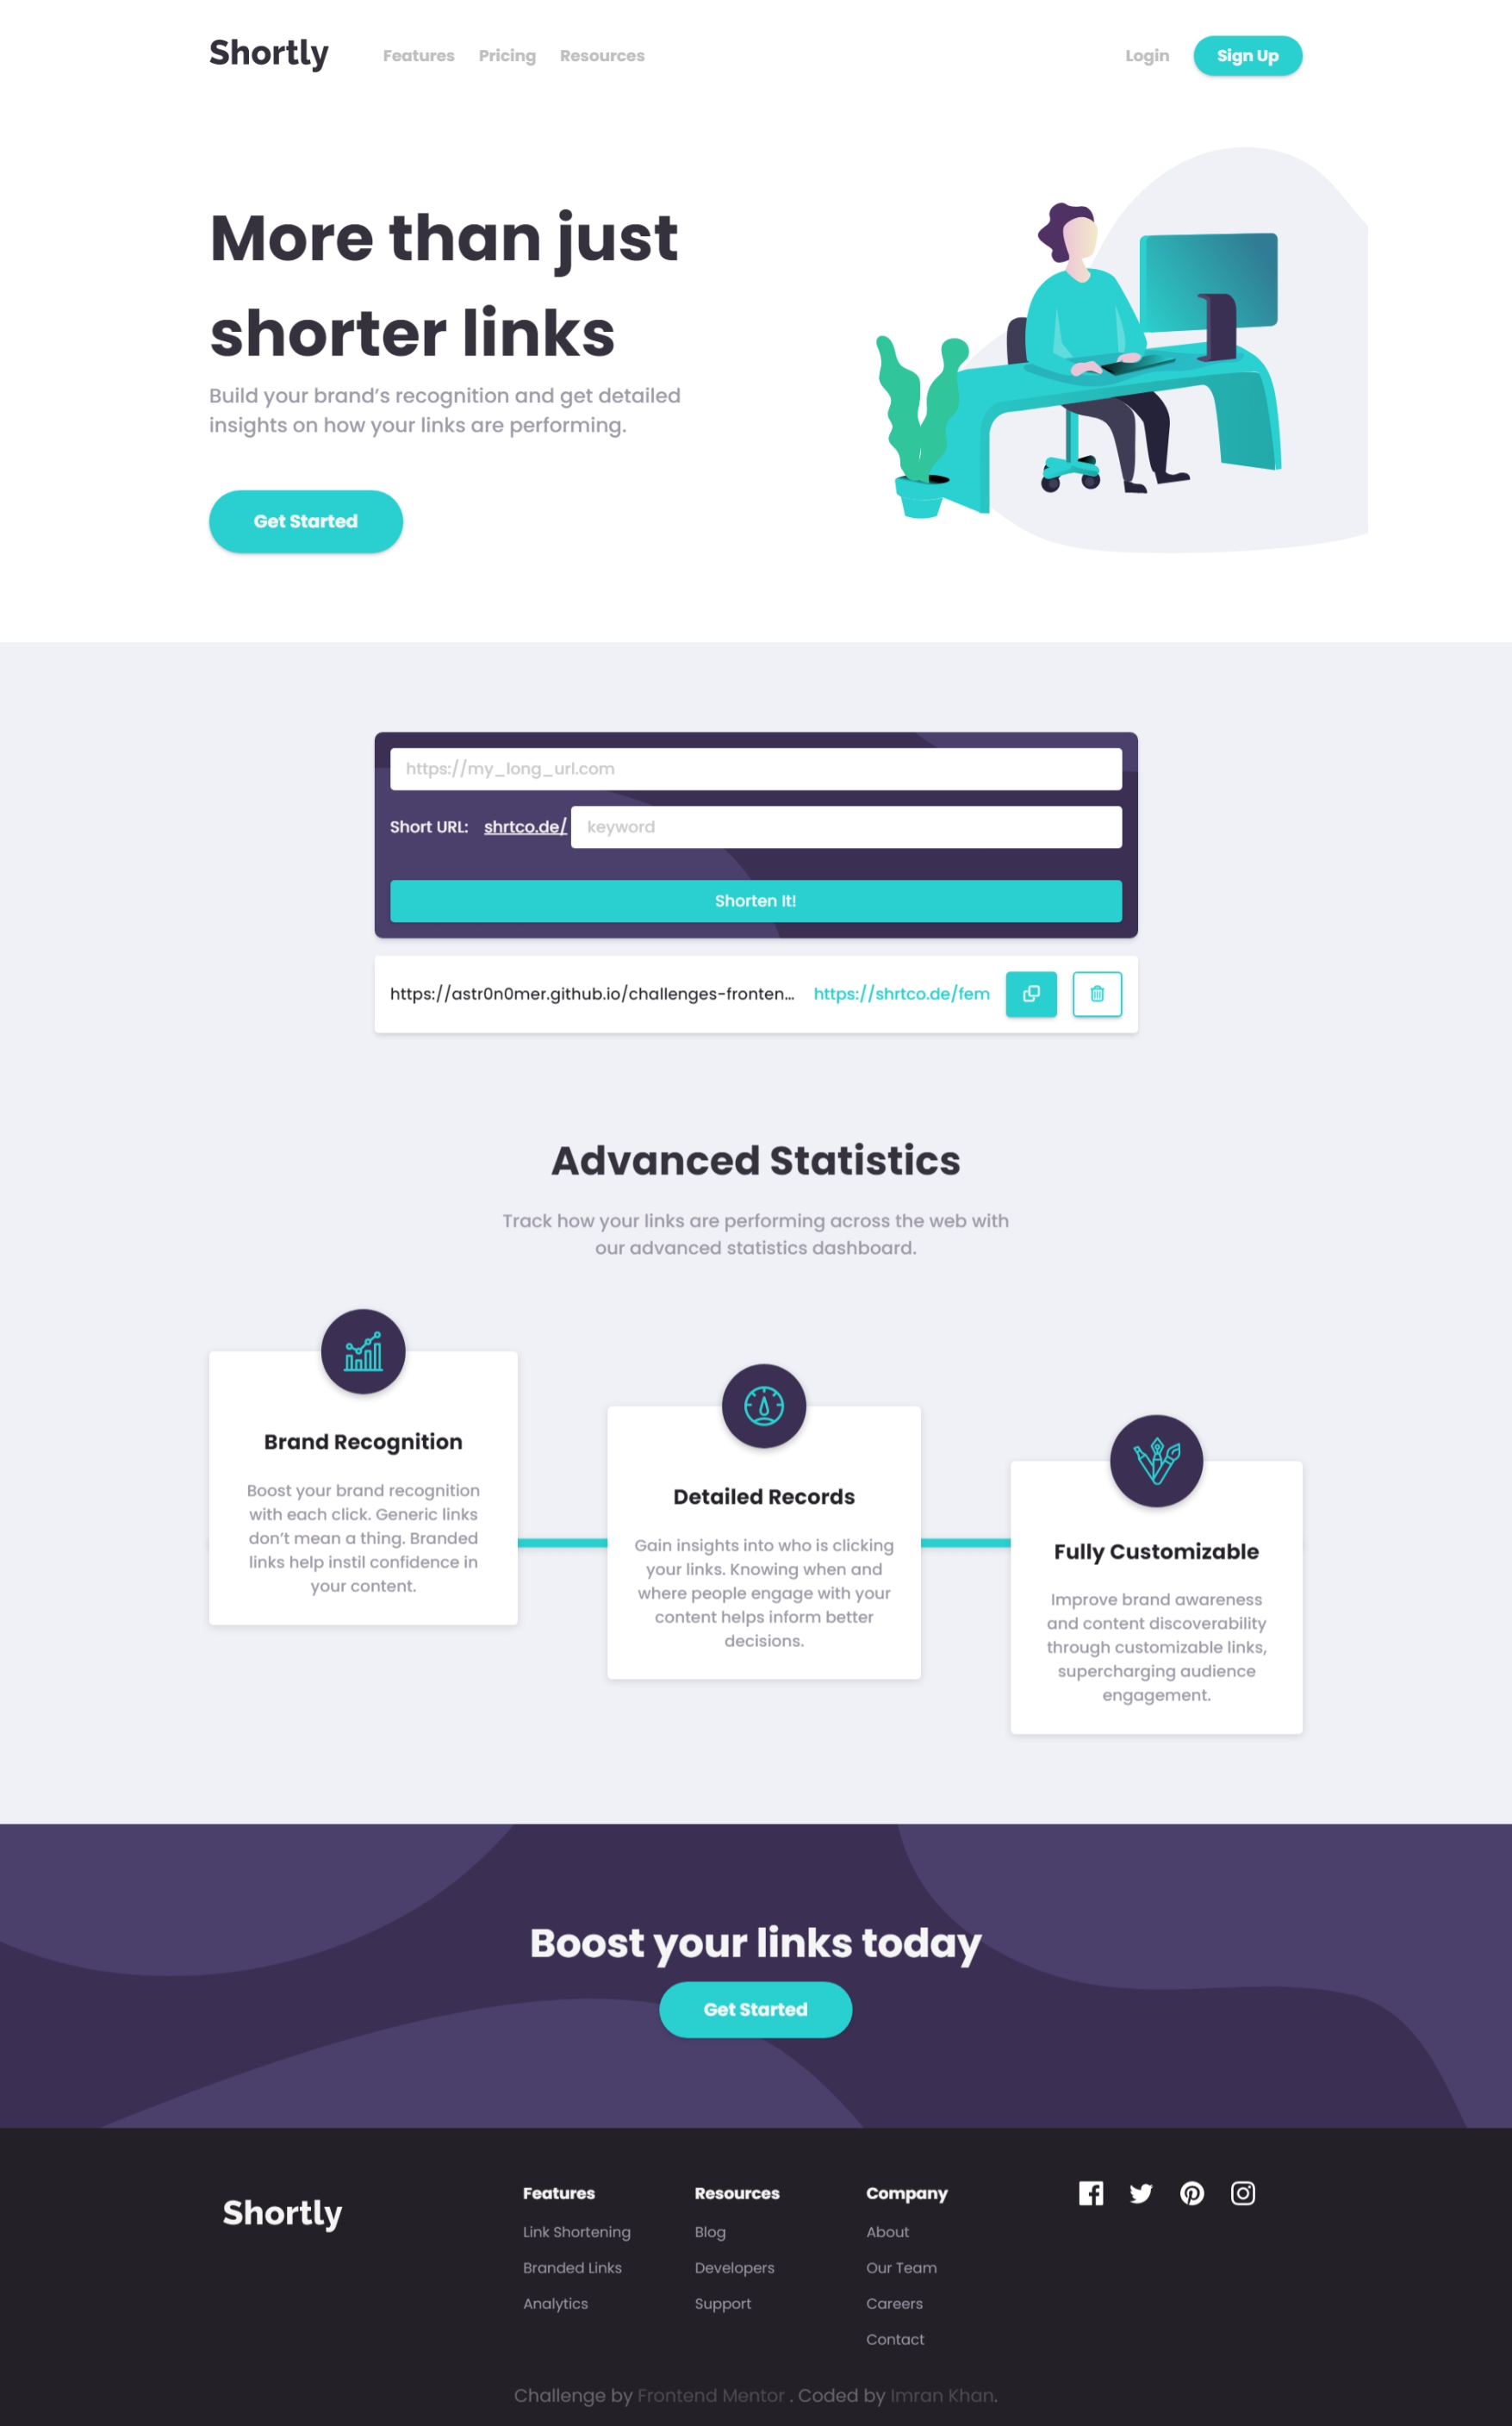 Shortly
Features
Pricing
Resources
Login
Sign Up
More than just
shorter links
Build your brand’s recognition and get detailed
insights on how your links are performing.
Get Started
https://my_long_url.com
Short URL: shrtco.de/ keyword
Shorten It!
https://astr0n0mer.github.io/challenges-fronten...
https://shrtco.de/fem
Advanced Statistics
Track how your links are performing across the web with
our advanced statistics dashboard.
Brand Recognition
Boost your brand recognition
with each click. Generic links
don’t mean a thing. Branded
links help instil confidence in
your content.
Detailed Records
Gain insights into who is clicking
your links. Knowing when and
where people engage with your
content helps inform better
decisions.
Fully Customizable
Improve brand awareness
and content discoverability
through customizable links,
supercharging audience
engagement.
Boost your links today
Get Started
Shortly
Features
Link Shortening
Branded Links
Analytics
Resources
Blog
Developers
Support
Company
About
Our Team
Careers
Contact
Challenge by Frontend Mentor . Coded by Imran Khan.